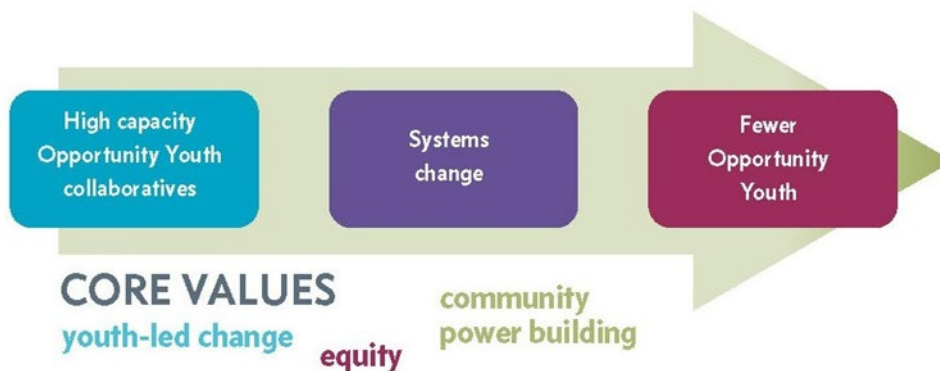 High capacity
Opportunity Youth
collaboratives
Systems
change
Fewer
Opportunity
Youth
CORE VALUES
youth-led change
equity
community
power building